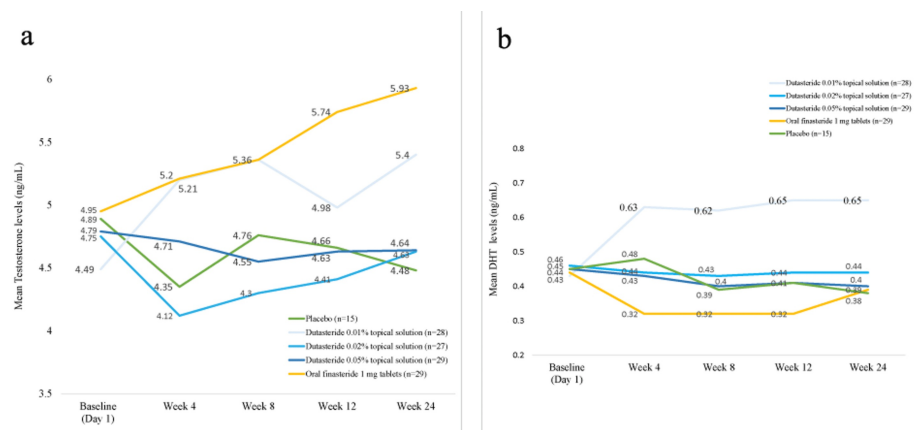 a
Mean Testosterone levels (ng/mL)
6
5.5
5
4.5
4
3.5
4.95
4.89
4.79
4.75
4.49
5.2
5.21
4.71
4.35
4.12
5.36
4.76
4.55
4.3
5.74
4.98
4.66
4.63
4.41
5.93
5.4
4.64
4.63
4.48
Placebo (n=15)
Dutasteride 0.01% topical solution (n=28)
Dutasteride 0.02% topical solution (n=27)
Dutasteride 0.05% topical solution (n=29)
Oral finasteride 1 mg tablets (n=29)
Baseline
(Day 1)
Week 4
Week 8
Week 12
Week 24
b
Dutasteride 0.01% topical solution (n=28)
Dutasteride 0.02% topical solution (n=27)
Dutasteride 0.05% topical solution (n=29)
Oral finasteride 1 mg tablets (n=29)
Placebo (n=15)
Mean DHT levels (ng/mL)
0.8
0.7
0.6
0.5
0.4
0.3
0.2
0.46
0.45
0.44
0.43
0.63
0.48
0.44
0.43
0.32
0.62
0.43
0.4
0.39
0.32
0.65
0.44
0.41
0.32
0.65
0.44
0.39
0.38
Baseline
(Day 1)
Week 4
Week 8
Week 12
Week 24